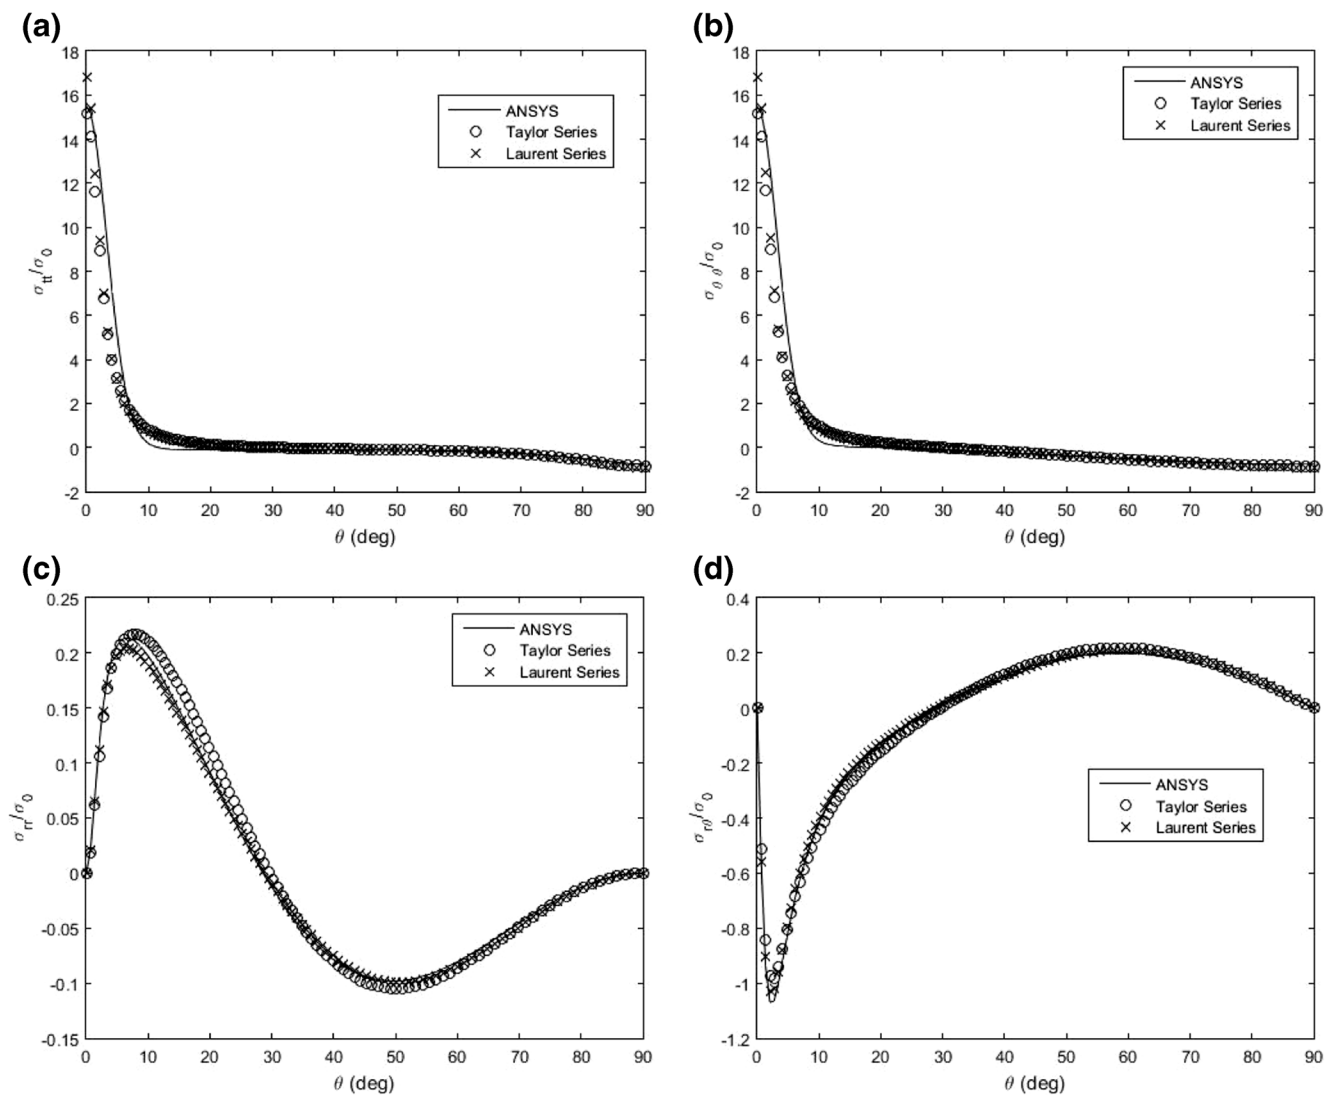 (a)
18
16
14
12
10
8
6
4
2
0
-2
σtt/σ0
ANSYS
Taylor Series
Laurent Series
0 10 20 30 40 50 60 70 80 90
θ (deg)
(b)
18
16
14
12
10
8
6
4
2
0
-2
σθ θ/σ0
ANSYS
Taylor Series
Laurent Series
0 10 20 30 40 50 60 70 80 90
θ (deg)
(c)
0.25
0.2
0.15
0.1
0.05
0
-0.05
-0.1
-0.15
σrr/σ0
ANSYS
Taylor Series
Laurent Series
0 10 20 30 40 50 60 70 80 90
θ (deg)
(d)
0.4
0.2
0
-0.2
-0.4
-0.6
-0.8
-1
-1.2
σrθ/σ0
ANSYS
Taylor Series
Laurent Series
0 10 20 30 40 50 60 70 80 90
θ (deg)